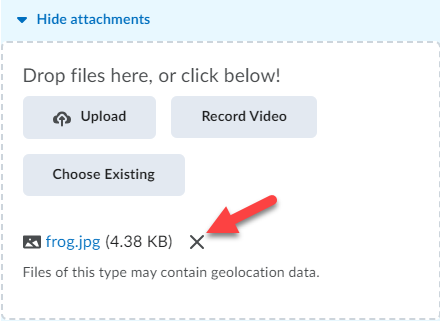 Hide attachments
Drop files here, or click below!
Upload
Record Video
Choose Existing
frog.jpg (4.38 KB)
Files of this type may contain geolocation data.